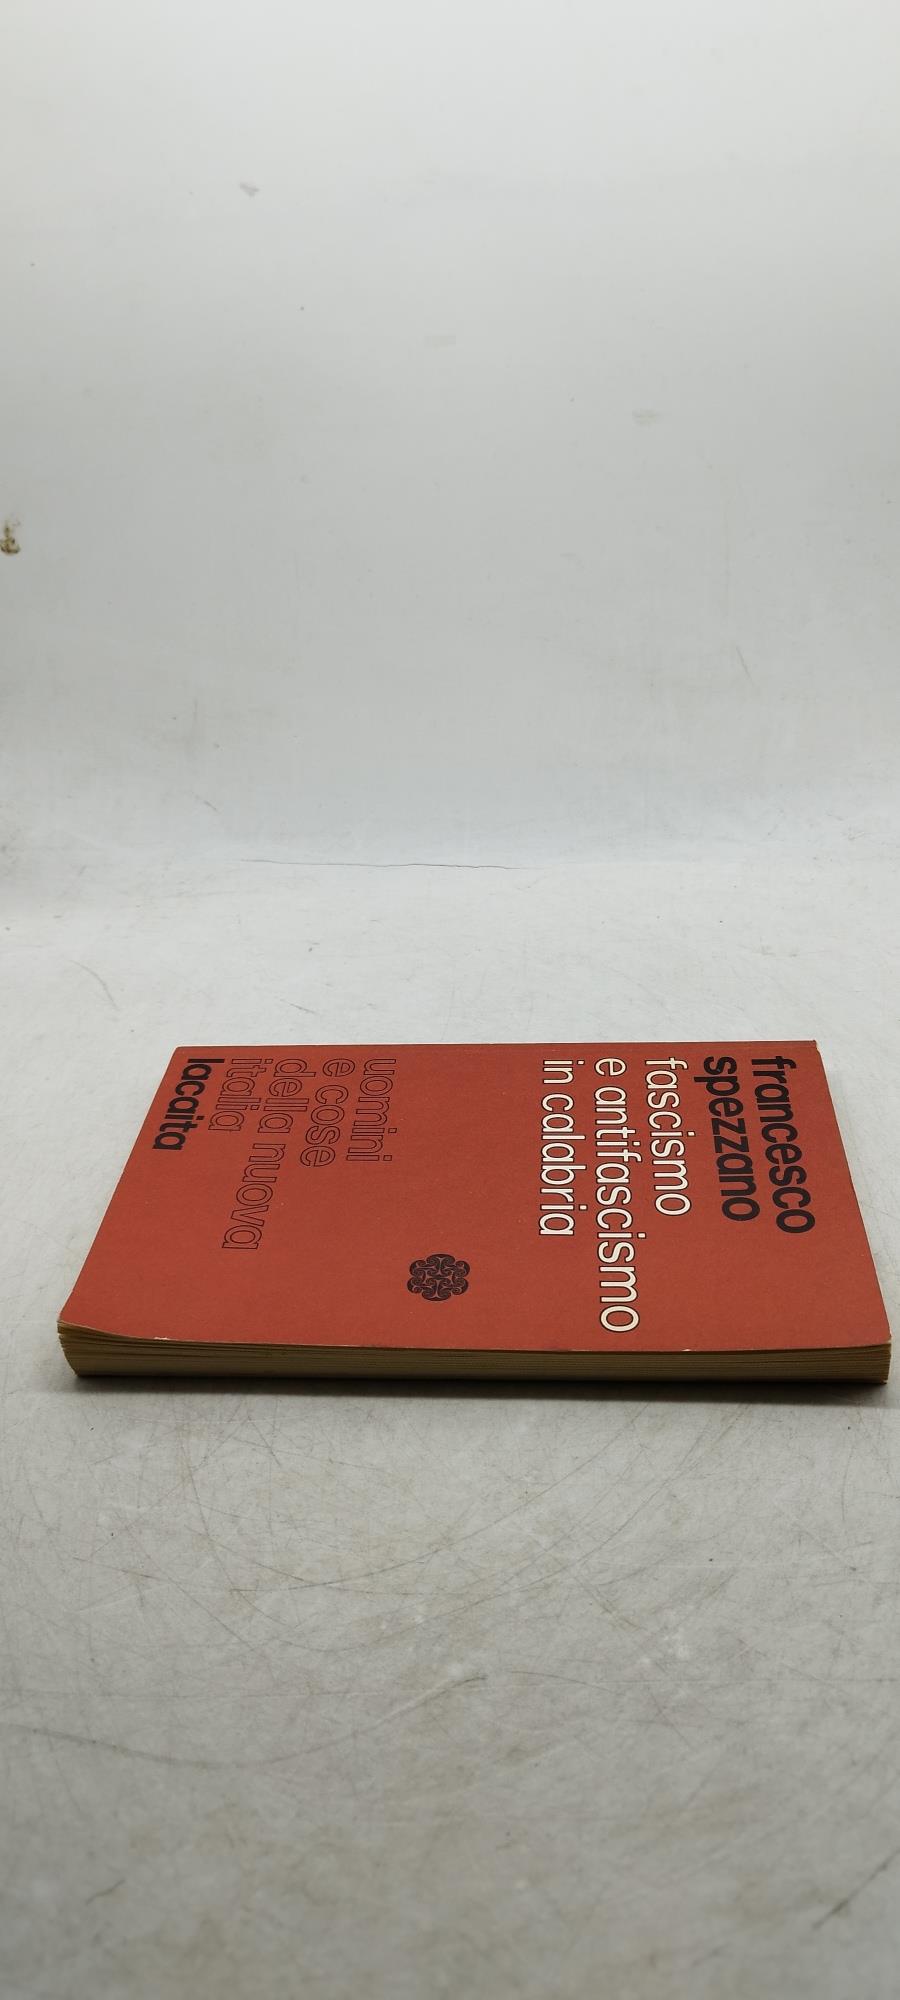 francesco
spezzano
fascismo
e antifascismo
in calabria
uomini
e cose
della nuova
italia
lacaita